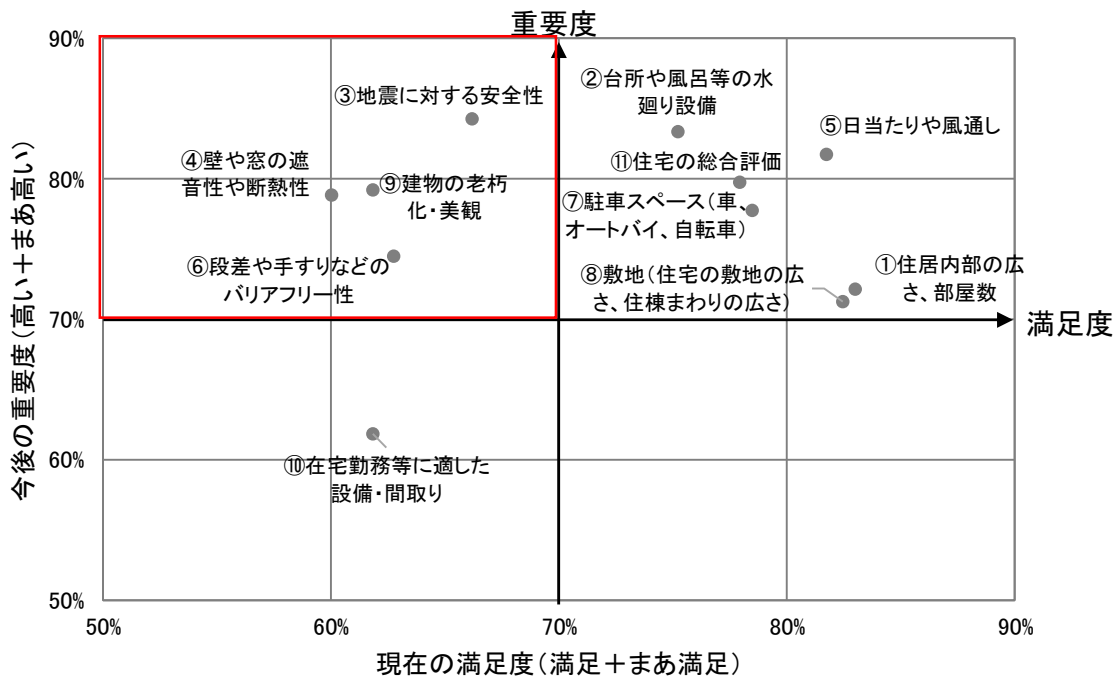 重要度
90%
②台所や風呂等の水
廻り設備
③地震に対する安全性
⑤日当たりや風通し
④壁や窓の遮
音性や断熱性
⑪住宅の総合評価
80%
⑨建物の老朽
化・美観
⑦駐車スペース(車、
オートバイ、自転車)
⑥段差や手すりなどの
バリアフリー性
⑧敷地(住宅の敷地の広
さ、住棟まわりの広さ)
①住居内部の広
さ、部屋数
70%
満足度
今後の重要度(高い+まあ高い)
60%
⑩在宅勤務等に適した
設備・間取り
50%
50%
60%
70%
80%
90%
現在の満足度(満足+まあ満足)